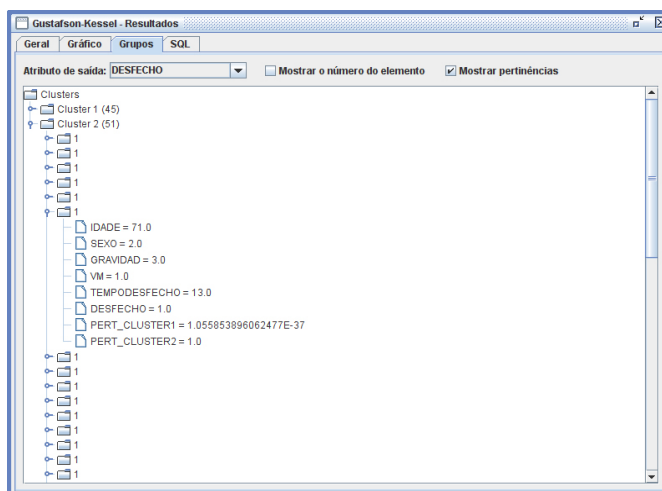 Gustafson-Kessel - Resultados
Geral Gráfico Grupos SQL
Atributo de saída: DESFECHO Mostrar o número do elemento Mostrar pertinências
Clusters
Cluster 1 (45)
Cluster 2 (51)
1
1
1
1
1
1
IDADE = 71.0
SEXO = 2.0
GRAVIDAD = 3.0
VM = 1.0
TEMPODESFECHO = 13.0
DESFECHO = 1.0
PERT_CLUSTER1 = 1.055853896062477E-37
PERT_CLUSTER2 = 1.0
1
1
1
1
1
1
1
1
1